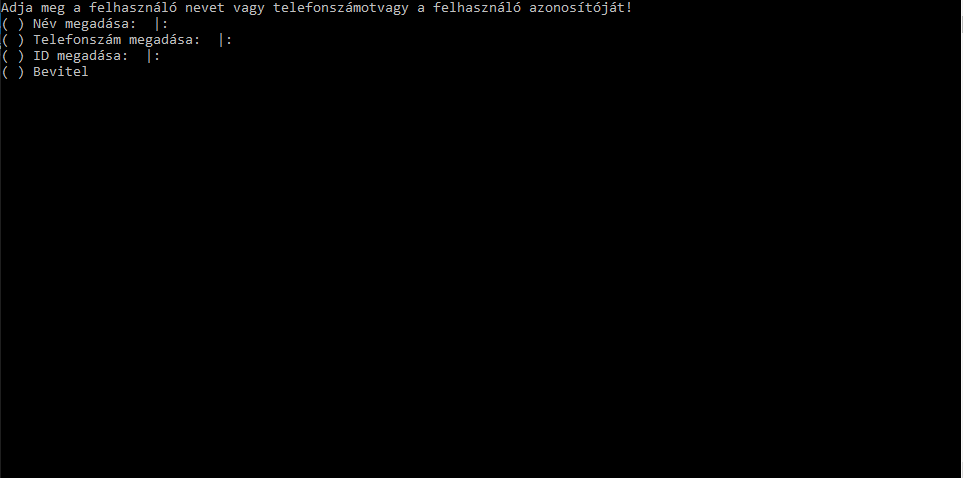 Adja meg a felhasználó nevet vagy telefonszámotvagy a felhasználó azonosítóját!
( ) Név megadása:  |:
( ) Telefonszám megadása:  |:
( ) ID megadása:  |:
( ) Bevitel